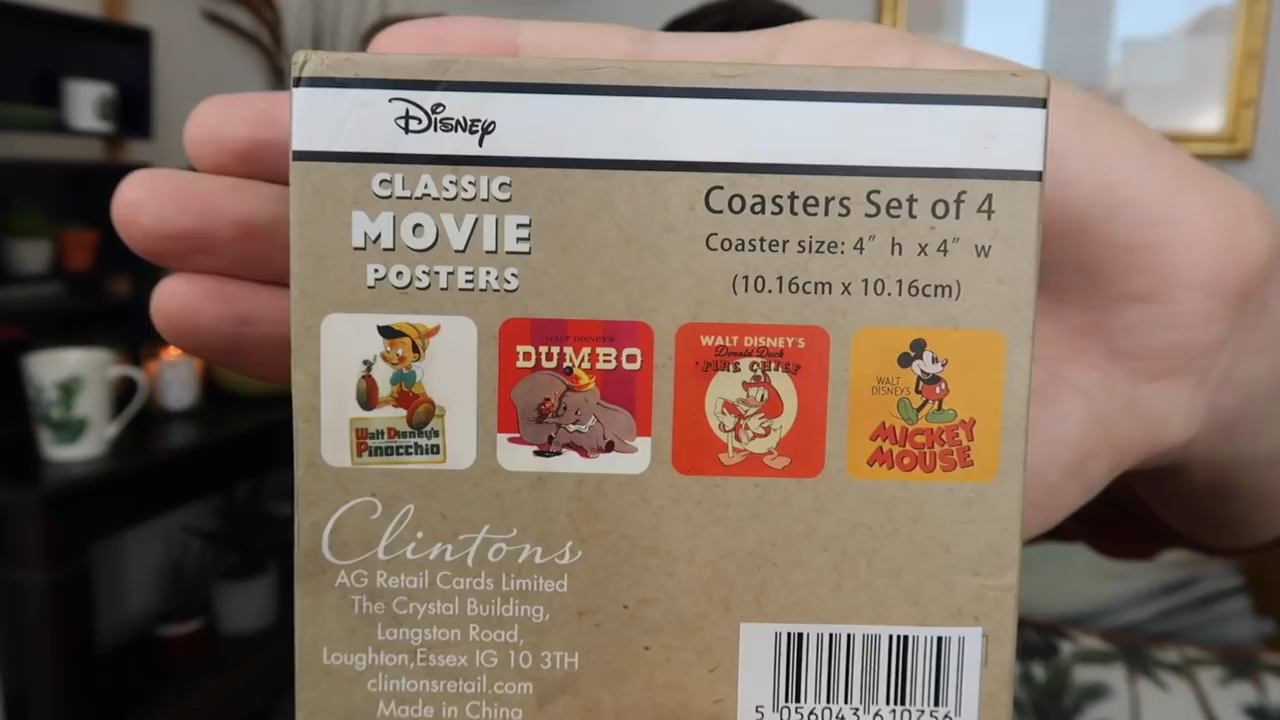 Disney
CLASSIC
MOVIE
POSTERS
Coasters Set of 4
Coaster size: 4" h x 4" w
(10.16cm x 10.16cm)
Walt Disney's
Pinocchio
WALT DISNEY'S
DUMBO
WALT DISNEY'S
Donald Duck
"FIRE CHIEF"
WALT
DISNEY'S
MICKEY
MOUSE
Clintons
AG Retail Cards Limited
The Crystal Building,
Langston Road,
Loughton,Essex IG 10 3TH
clintonsretail.com
Made in China
5 056043 610756